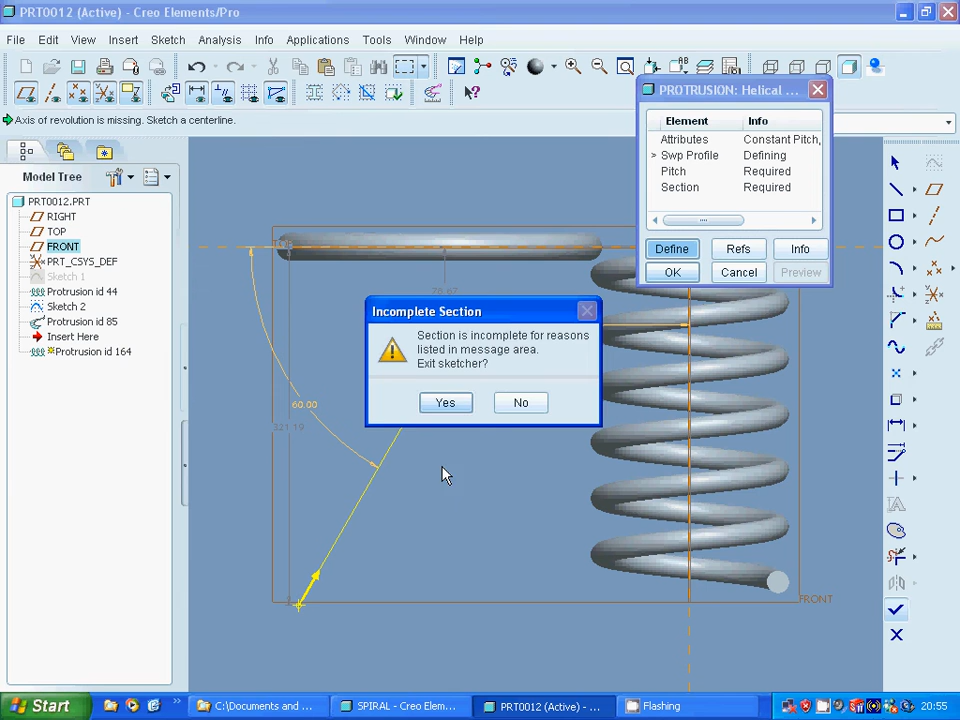 PRT0012 (Active) - Creo Elements/Pro
File Edit View Insert Sketch Analysis Info Applications Tools Window Help
Axis of revolution is missing. Sketch a centerline.
PROTRUSION: Helical ...
Element Info
Attributes Constant Pitch,
> Swp Profile Defining
Pitch Required
Section Required
Define Refs Info
OK Cancel Preview
Model Tree
PRT0012.PRT
RIGHT
TOP
FRONT
PRT_CSYS_DEF
Sketch 1
Protrusion id 44
Sketch 2
Protrusion id 85
Insert Here
Protrusion id 164
60.00
321.19
78.67
Incomplete Section
Section is incomplete for reasons
listed in message area.
Exit sketcher?
Yes No
FRONT
Start C:\Documents and ... SPIRAL - Creo Elem... PRT0012 (Active) - ... Flashing 20:55